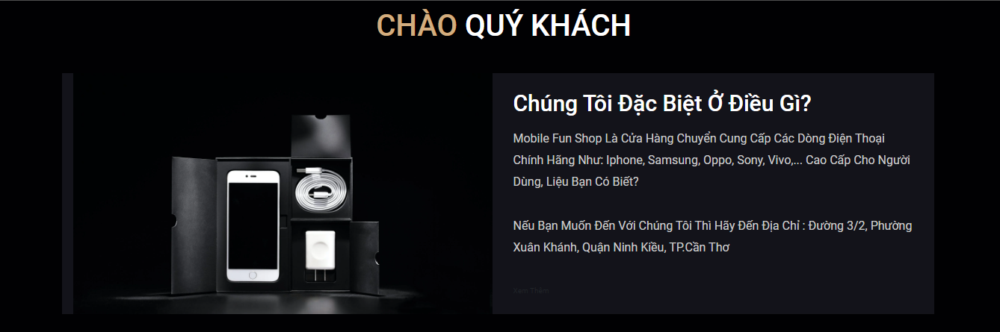 CHÀO QUÝ KHÁCH
Chúng Tôi Đặc Biệt Ở Điều Gì?
Mobile Fun Shop Là Cửa Hàng Chuyển Cung Cấp Các Dòng Điện Thoại
Chính Hãng Như: Iphone, Samsung, Oppo, Sony, Vivo,... Cao Cấp Cho Người
Dùng, Liệu Bạn Có Biết?
Nếu Bạn Muốn Đến Với Chúng Tôi Thì Hãy Đến Địa Chỉ : Đường 3/2, Phường
Xuân Khánh, Quận Ninh Kiều, TP.Cần Thơ
Xem Thêm